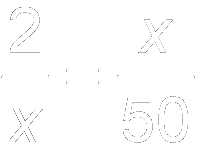 2/x = x/50